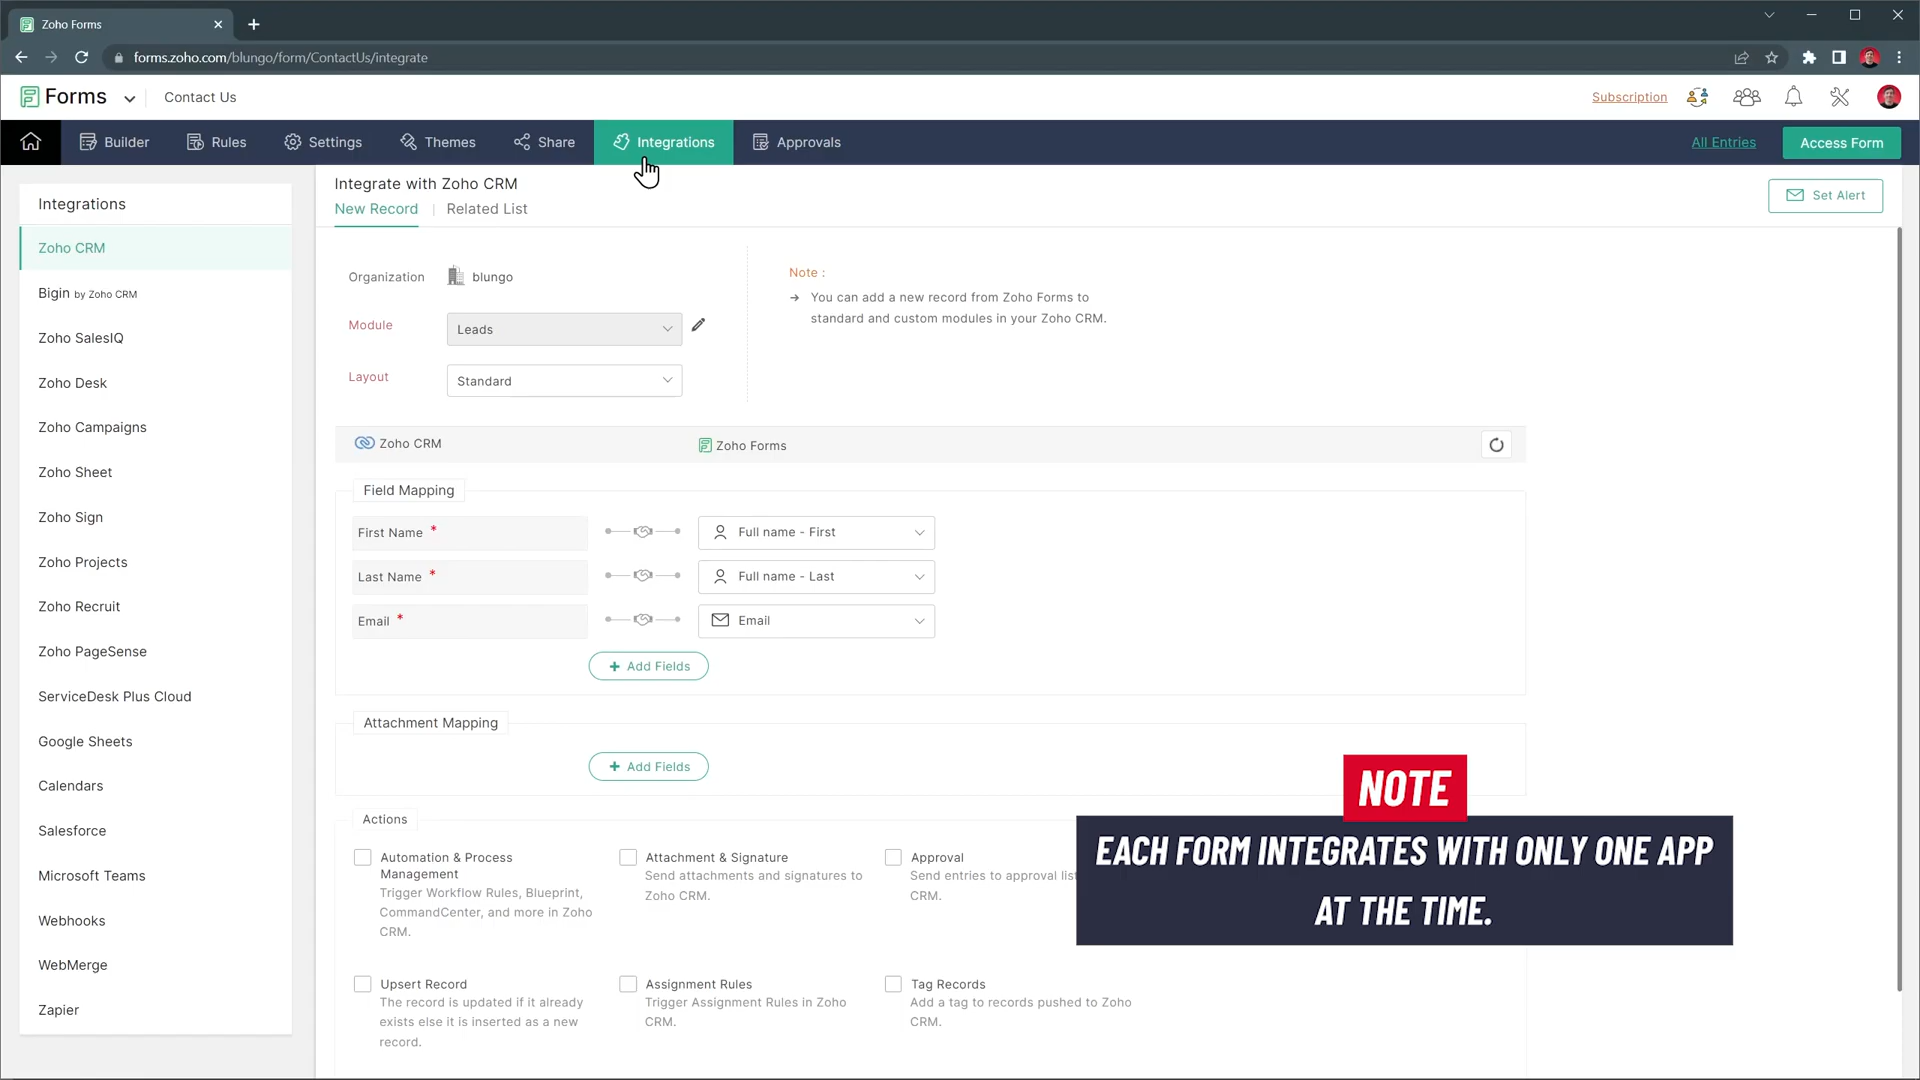 Zoho Forms
forms.zoho.com/blungo/form/ContactUs/integrate
Forms
Contact Us
Subscription
Builder
Rules
Settings
Themes
Share
Integrations
Approvals
All Entries
Access Form
Integrations
Zoho CRM
Bigin by Zoho CRM
Zoho SalesIQ
Zoho Desk
Zoho Campaigns
Zoho Sheet
Zoho Sign
Zoho Projects
Zoho Recruit
Zoho PageSense
ServiceDesk Plus Cloud
Google Sheets
Calendars
Salesforce
Microsoft Teams
Webhooks
WebMerge
Zapier
Integrate with Zoho CRM
New Record
Related List
Set Alert
Organization
blungo
Module
Leads
Layout
Standard
Note :
You can add a new record from Zoho Forms to
standard and custom modules in your Zoho CRM.
Zoho CRM
Zoho Forms
Field Mapping
First Name *
Full name - First
Last Name *
Full name - Last
Email *
Email
+ Add Fields
Attachment Mapping
+ Add Fields
Actions
Automation & Process
Management
Trigger Workflow Rules, Blueprint,
CommandCenter, and more in Zoho
CRM.
Attachment & Signature
Send attachments and signatures to
Zoho CRM.
Approval
Send entries to approval list
CRM.
Upsert Record
The record is updated if it already
exists else it is inserted as a new
record.
Assignment Rules
Trigger Assignment Rules in Zoho
CRM.
Tag Records
Add a tag to records pushed to Zoho
CRM.
NOTE
EACH FORM INTEGRATES WITH ONLY ONE APP
AT THE TIME.